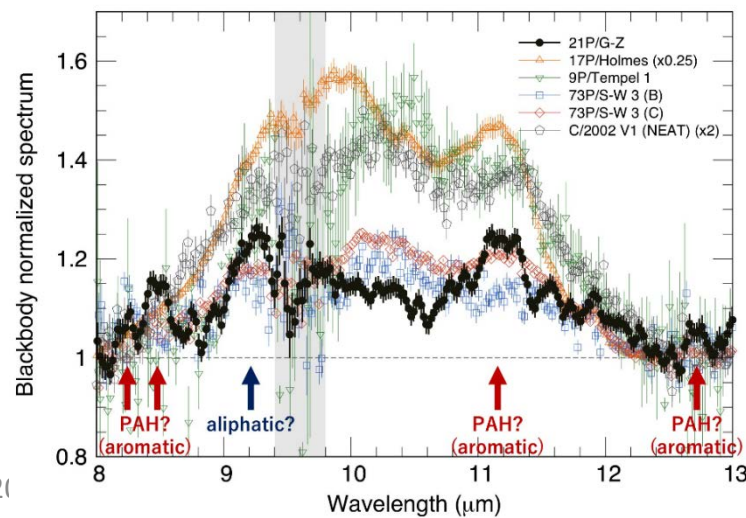 Blackbody normalized spectrum
1.6
1.4
1.2
1
0.8
21P/G-Z
17P/Holmes (x0.25)
9P/Tempel 1
73P/S-W 3 (B)
73P/S-W 3 (C)
C/2002 V1 (NEAT) (x2)
PAH?
(aromatic)
aliphatic?
PAH?
(aromatic)
PAH?
(aromatic)
8 9 10 11 12 13
Wavelength (μm)